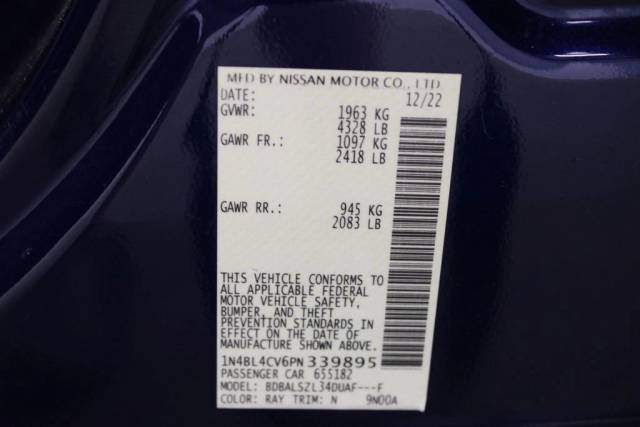 MFD BY NISSAN MOTOR CO., LTD.
DATE: 12/22
GVWR: 1963 KG
4328 LB
GAWR FR.: 1097 KG
2418 LB
GAWR RR.: 945 KG
2083 LB
THIS VEHICLE CONFORMS TO
ALL APPLICABLE FEDERAL
MOTOR VEHICLE SAFETY,
BUMPER, AND THEFT
PREVENTION STANDARDS IN
EFFECT ON THE DATE OF
MANUFACTURE SHOWN ABOVE.
1N4BL4CV6PN339895
PASSENGER CAR 655182
MODEL: BDBALSZL34DUAF---F
COLOR: RAY TRIM: N 9N00A